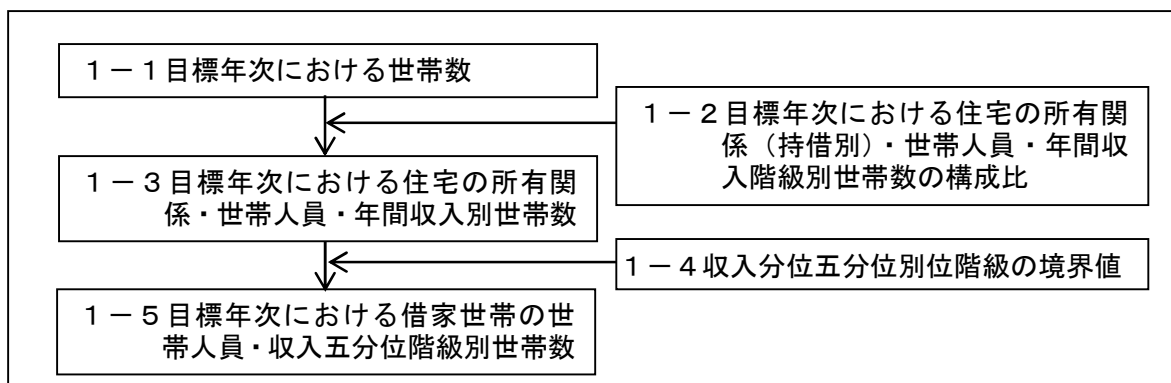 １－１目標年次における世帯数
１－２目標年次における住宅の所有関
係（持借別）・世帯人員・年間収
入階級別世帯数の構成比
１－３目標年次における住宅の所有関
係・世帯人員・年間収入別世帯数
１－４収入分位五分位別位階級の境界値
１－５目標年次における借家世帯の世
帯人員・収入五分位階級別世帯数